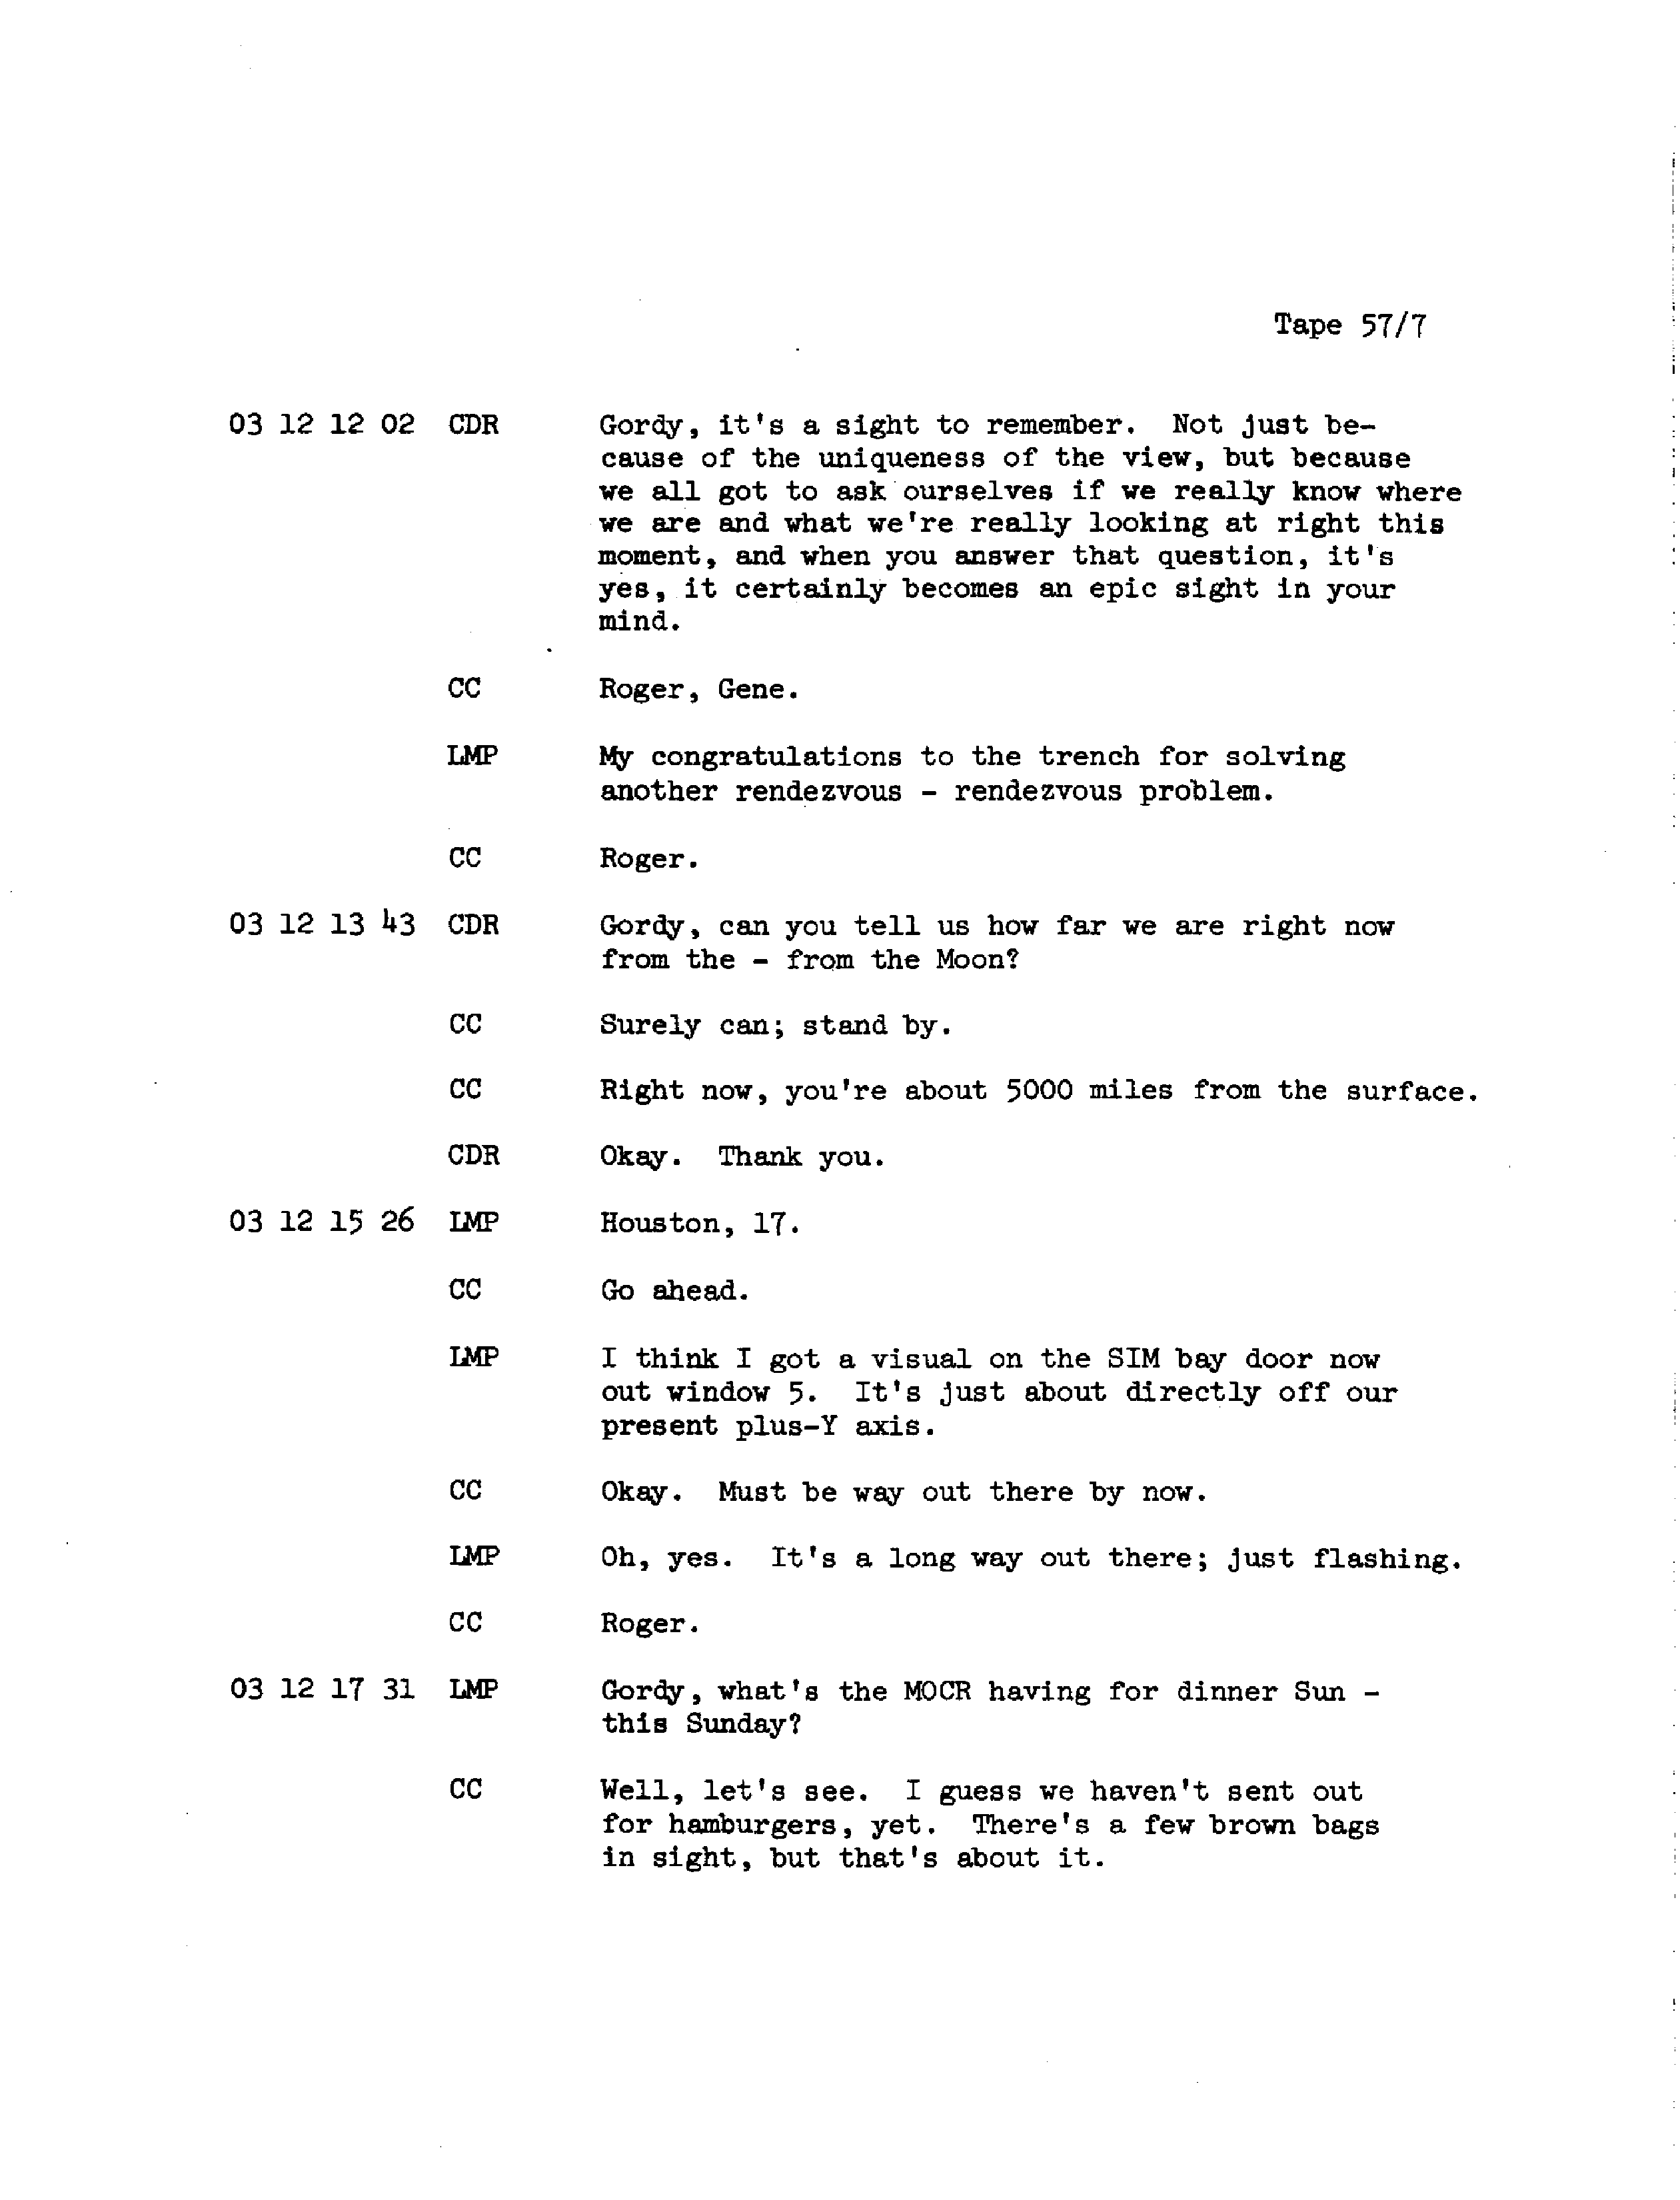 Tape 57/7
03 12 12 02 CDR Gordy, it's a sight to remember. Not just be-
cause of the uniqueness of the view, but because
we all got to ask ourselves if we really know where
we are and what we're really looking at right this
moment, and when you answer that question, it's
yes, it certainly becomes an epic sight in your
mind.
CC Roger, Gene.
LMP My congratulations to the trench for solving
another rendezvous - rendezvous problem.
CC Roger.
03 12 13 43 CDR Gordy, can you tell us how far we are right now
from the - from the Moon?
CC Surely can; stand by.
CC Right now, you're about 5000 miles from the surface.
CDR Okay. Thank you.
03 12 15 26 LMP Houston, 17.
CC Go ahead.
LMP I think I got a visual on the SIM bay door now
out window 5. It's just about directly off our
present plus-Y axis.
CC Okay. Must be way out there by now.
LMP Oh, yes. It's a long way out there; just flashing.
CC Roger.
03 12 17 31 LMP Gordy, what's the MOCR having for dinner Sun -
this Sunday?
CC Well, let's see. I guess we haven't sent out
for hamburgers, yet. There's a few brown bags
in sight, but that's about it.